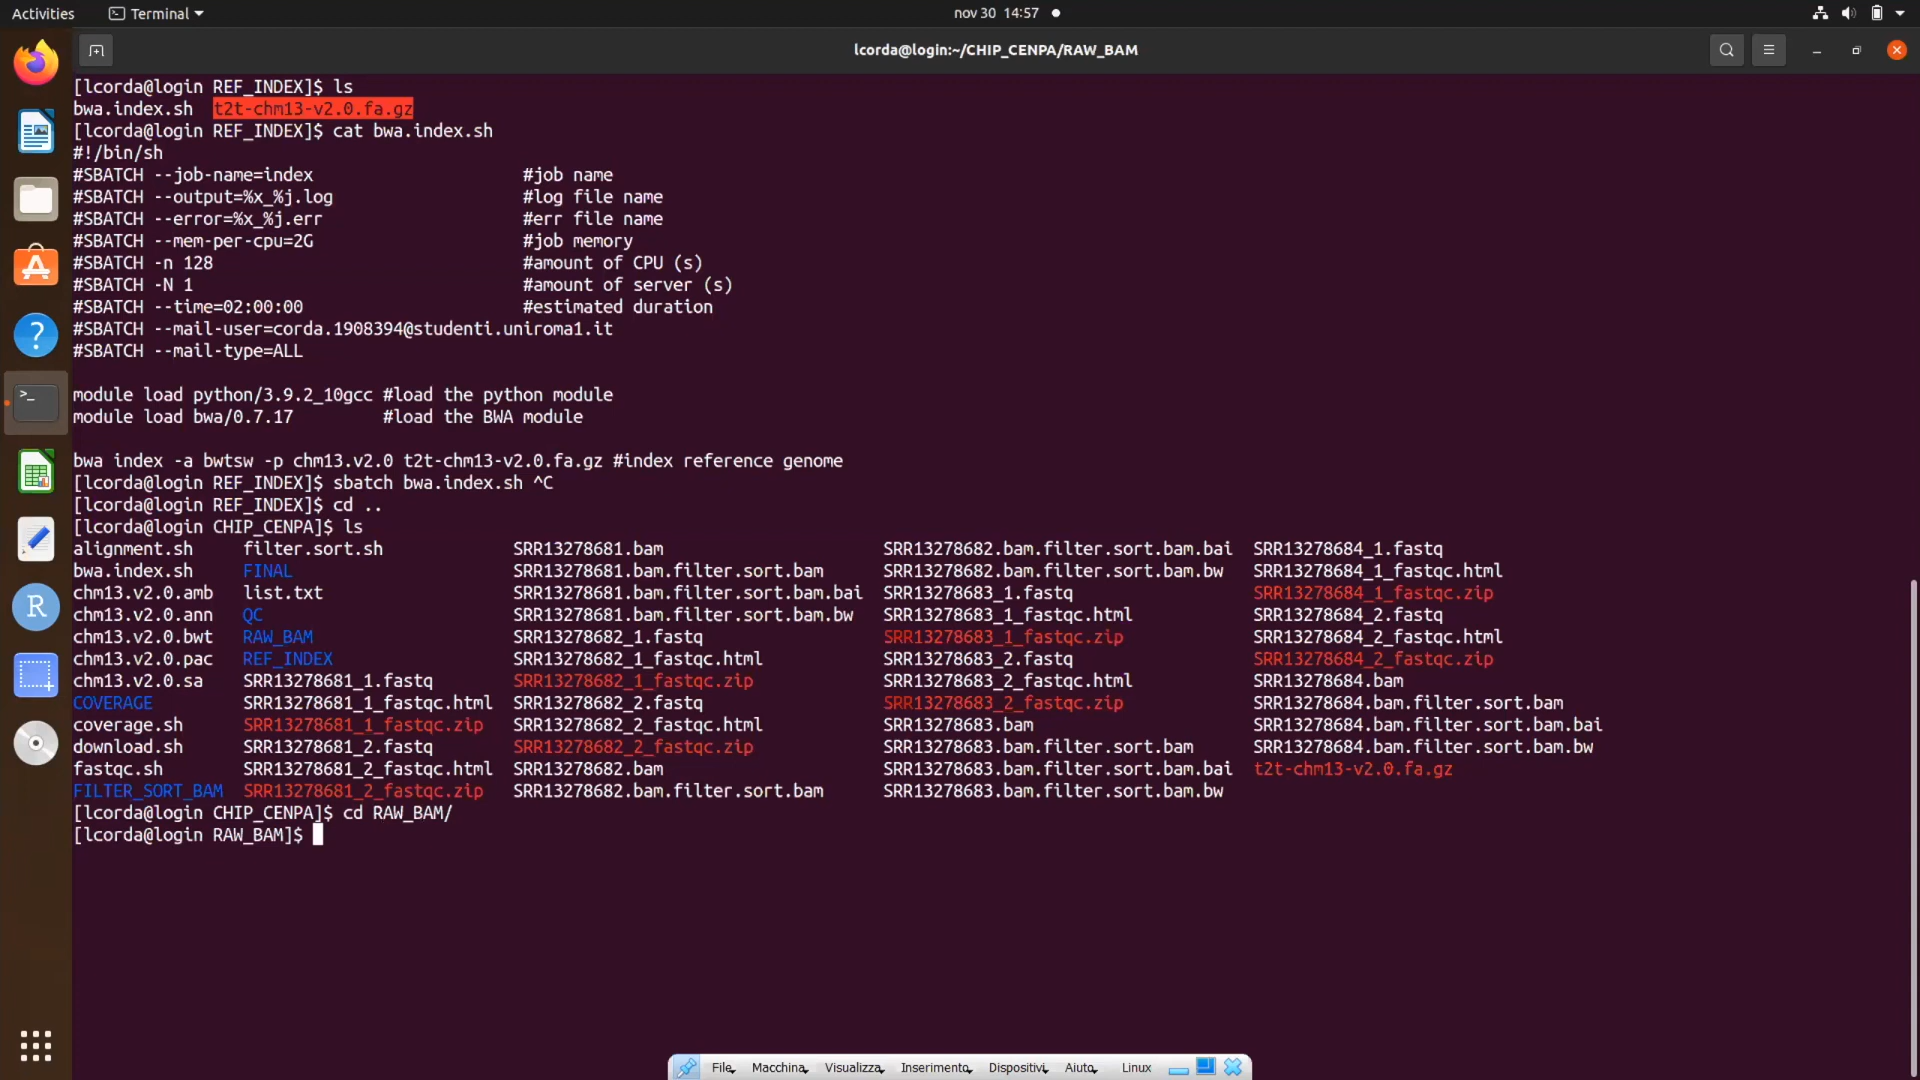 Activities Terminal nov 30 14:57
lcorda@login:~/CHIP_CENPA/RAW_BAM
[lcorda@login REF_INDEX]$ ls
bwa.index.sh t2t-chm13-v2.0.fa.gz
[lcorda@login REF_INDEX]$ cat bwa.index.sh
#!/bin/sh
#SBATCH --job-name=index #job name
#SBATCH --output=%x_%j.log #log file name
#SBATCH --error=%x_%j.err #err file name
#SBATCH --mem-per-cpu=2G #job memory
#SBATCH -n 128 #amount of CPU (s)
#SBATCH -N 1 #amount of server (s)
#SBATCH --time=02:00:00 #estimated duration
#SBATCH --mail-user=corda.1908394@studenti.uniroma1.it
#SBATCH --mail-type=ALL
module load python/3.9.2_10gcc #load the python module
module load bwa/0.7.17 #load the BWA module
bwa index -a bwtsw -p chm13.v2.0 t2t-chm13-v2.0.fa.gz #index reference genome
[lcorda@login REF_INDEX]$ sbatch bwa.index.sh ^C
[lcorda@login REF_INDEX]$ cd ..
[lcorda@login CHIP_CENPA]$ ls
alignment.sh filter.sort.sh SRR13278681.bam SRR13278682.bam.filter.sort.bam.bai SRR13278684_1.fastq
bwa.index.sh FINAL SRR13278681.bam.filter.sort.bam SRR13278682.bam.filter.sort.bam.bw SRR13278684_1_fastqc.html
chm13.v2.0.amb list.txt SRR13278681.bam.filter.sort.bam.bai SRR13278683_1.fastq SRR13278684_1_fastqc.zip
chm13.v2.0.ann QC SRR13278681.bam.filter.sort.bam.bw SRR13278683_1_fastqc.html SRR13278684_2.fastq
chm13.v2.0.bwt RAW_BAM SRR13278682_1.fastq SRR13278683_1_fastqc.zip SRR13278684_2_fastqc.html
chm13.v2.0.pac REF_INDEX SRR13278682_1_fastqc.html SRR13278683_2.fastq SRR13278684_2_fastqc.zip
chm13.v2.0.sa SRR13278681_1.fastq SRR13278682_1_fastqc.zip SRR13278683_2_fastqc.html SRR13278684.bam
COVERAGE SRR13278681_1_fastqc.html SRR13278682_2.fastq SRR13278683_2_fastqc.zip SRR13278684.bam.filter.sort.bam
coverage.sh SRR13278681_1_fastqc.zip SRR13278682_2_fastqc.html SRR13278683.bam SRR13278684.bam.filter.sort.bam.bai
download.sh SRR13278681_2.fastq SRR13278682_2_fastqc.zip SRR13278683.bam.filter.sort.bam SRR13278684.bam.filter.sort.bam.bw
fastqc.sh SRR13278681_2_fastqc.html SRR13278682.bam SRR13278683.bam.filter.sort.bam.bai t2t-chm13-v2.0.fa.gz
FILTER_SORT_BAM SRR13278681_2_fastqc.zip SRR13278682.bam.filter.sort.bam SRR13278683.bam.filter.sort.bam.bw
[lcorda@login CHIP_CENPA]$ cd RAW_BAM/
[lcorda@login RAW_BAM]$
File Macchina Visualizza Inserimento Dispositivi Aiuto Linux